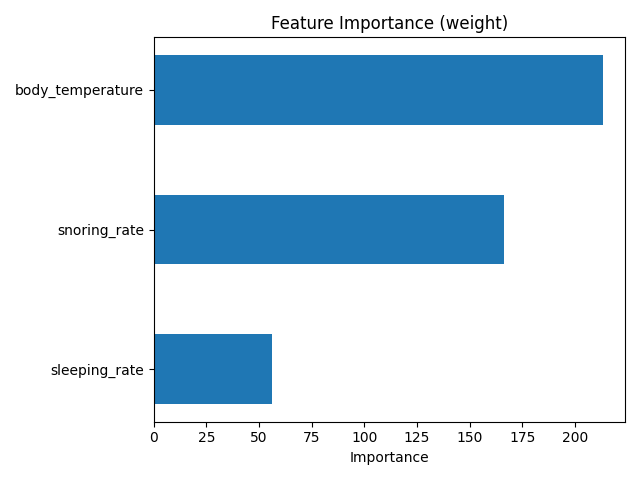 Feature Importance (weight)
body_temperature
snoring_rate
sleeping_rate
0 25 50 75 100 125 150 175 200
Importance